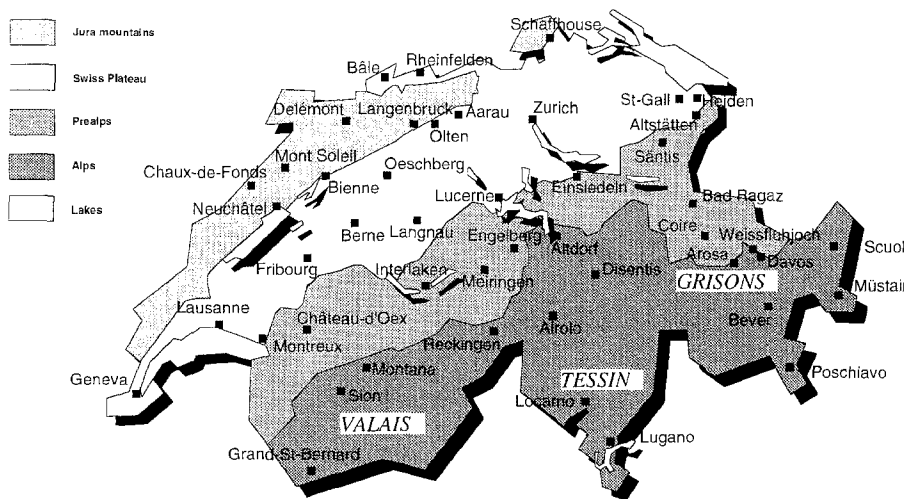 Jura mountains
Swiss Plateau
Prealps
Alps
Lakes
Schaffhouse
Rheinfelden
Bâle
St-Gall
Heiden
Delémont
Langenbruck
Aarau
Zurich
Altstätten
Olten
Säntis
Mont Soleil
Oeschberg
Chaux-de-Fonds
Bienne
Einsiedeln
Lucerne
Bad Ragaz
Neuchâtel
Berne
Langnau
Engelberg
Altdorf
Coire
Weissfluhjoch
Scuol
Fribourg
Interlaken
Meiringen
Disentis
Arosa
Davos
GRISONS
Müstair
Lausanne
Château-d'Oex
Airolo
Bever
Montreux
Reckingen
Geneva
Montana
TESSIN
Poschiavo
Sion
Locarno
VALAIS
Lugano
Grand-St-Bernard